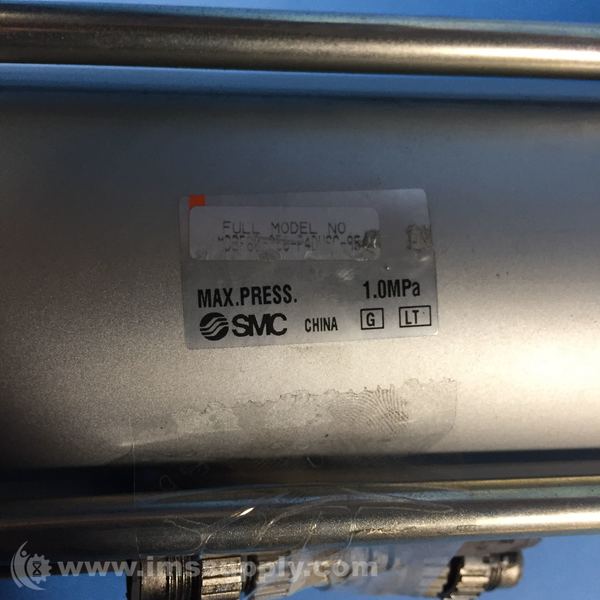 FULL MODEL NO
MAX.PRESS. 1.0MPa
SMC CHINA G LT
www.imsupply.com